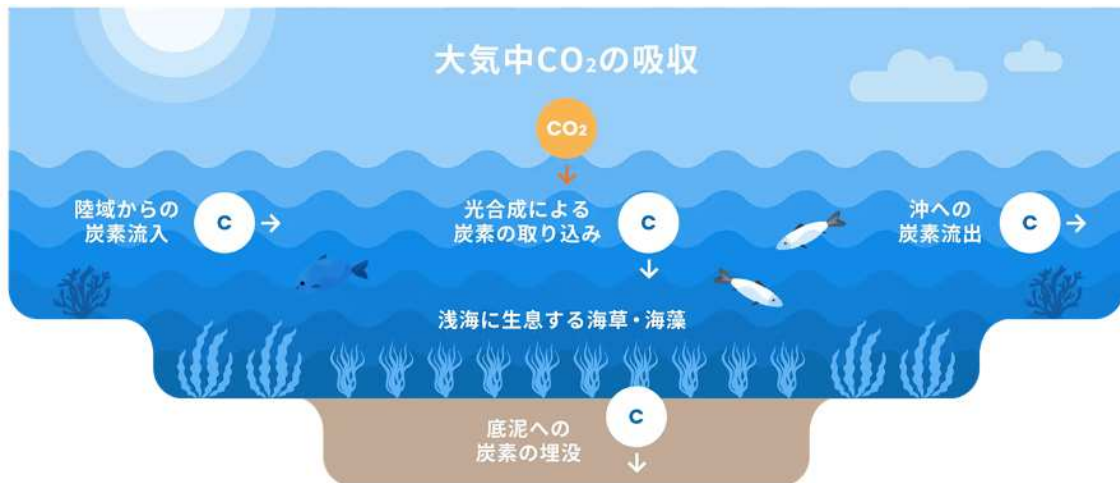 大気中CO₂の吸収
CO₂
陸域からの
炭素流入
C
光合成による
炭素の取り込み
C
沖への
炭素流出
C
浅海に生息する海草・海藻
底泥への
炭素の埋没
C